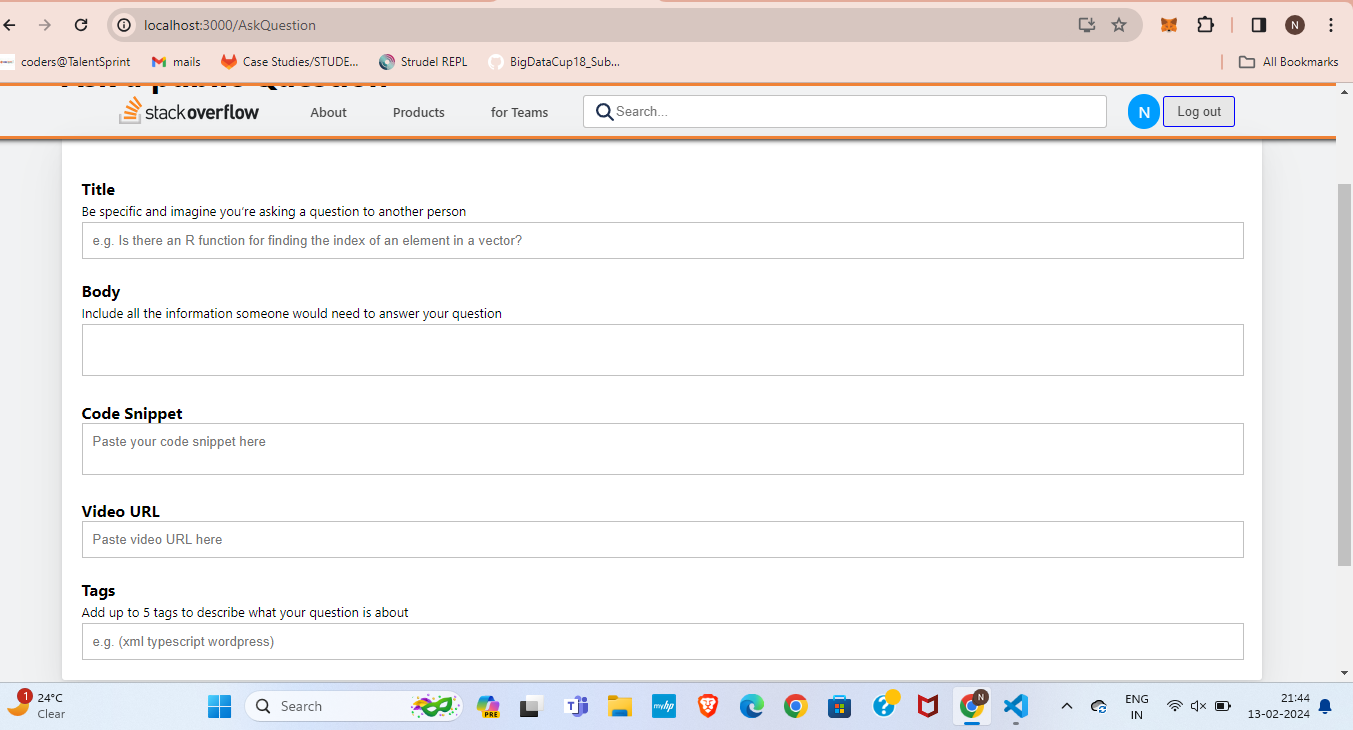 localhost:3000/AskQuestion
N
coders@TalentSprint
mails
Case Studies/STUDE...
Strudel REPL
BigDataCup18_Sub...
All Bookmarks
Ask a public Question
stackoverflow
About
Products
for Teams
Search...
N
Log out
Title
Be specific and imagine you're asking a question to another person
e.g. Is there an R function for finding the index of an element in a vector?
Body
Include all the information someone would need to answer your question
Code Snippet
Paste your code snippet here
Video URL
Paste video URL here
Tags
Add up to 5 tags to describe what your question is about
e.g. (xml typescript wordpress)
1
24°C
Clear
Search
PRE
T
myhp
N
ENG
IN
21:44
13-02-2024